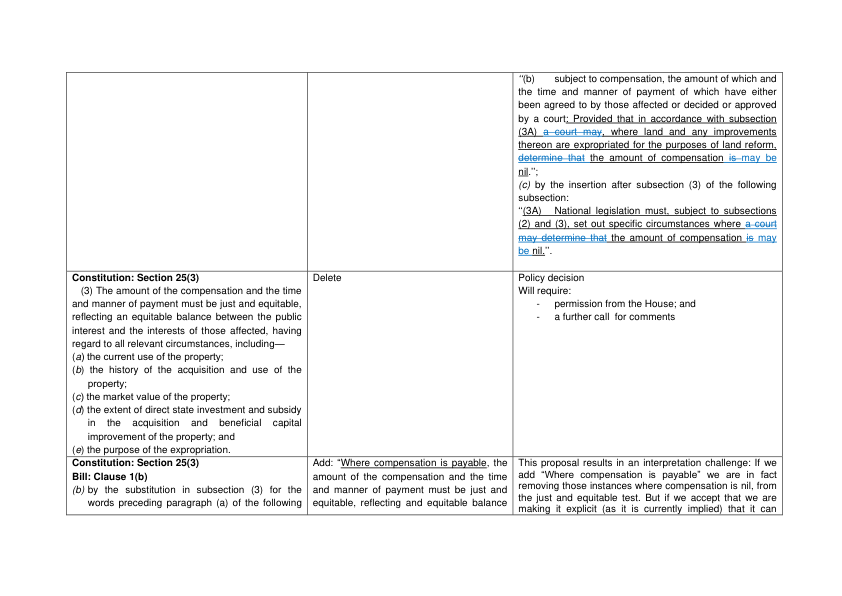 "(b) subject to compensation, the amount of which and
the time and manner of payment of which have either
been agreed to by those affected or decided or approved
by a court: Provided that in accordance with subsection
(3A) a court may, where land and any improvements
thereon are expropriated for the purposes of land reform,
determine that the amount of compensation is may be
nil.";
(c) by the insertion after subsection (3) of the following
subsection:
"(3A) National legislation must, subject to subsections
(2) and (3), set out specific circumstances where a court
may determine that the amount of compensation is may
be nil.".
Constitution: Section 25(3)
(3) The amount of the compensation and the time
and manner of payment must be just and equitable,
reflecting an equitable balance between the public
interest and the interests of those affected, having
regard to all relevant circumstances, including—
(a) the current use of the property;
(b) the history of the acquisition and use of the
property;
(c) the market value of the property;
(d) the extent of direct state investment and subsidy
in the acquisition and beneficial capital
improvement of the property; and
(e) the purpose of the expropriation.
Delete
Policy decision
Will require:
- permission from the House; and
- a further call for comments
Constitution: Section 25(3)
Bill: Clause 1(b)
(b) by the substitution in subsection (3) for the
words preceding paragraph (a) of the following
Add: "Where compensation is payable, the
amount of the compensation and the time
and manner of payment must be just and
equitable, reflecting and equitable balance
This proposal results in an interpretation challenge: If we
add "Where compensation is payable" we are in fact
removing those instances where compensation is nil, from
the just and equitable test. But if we accept that we are
making it explicit (as it is currently implied) that it can